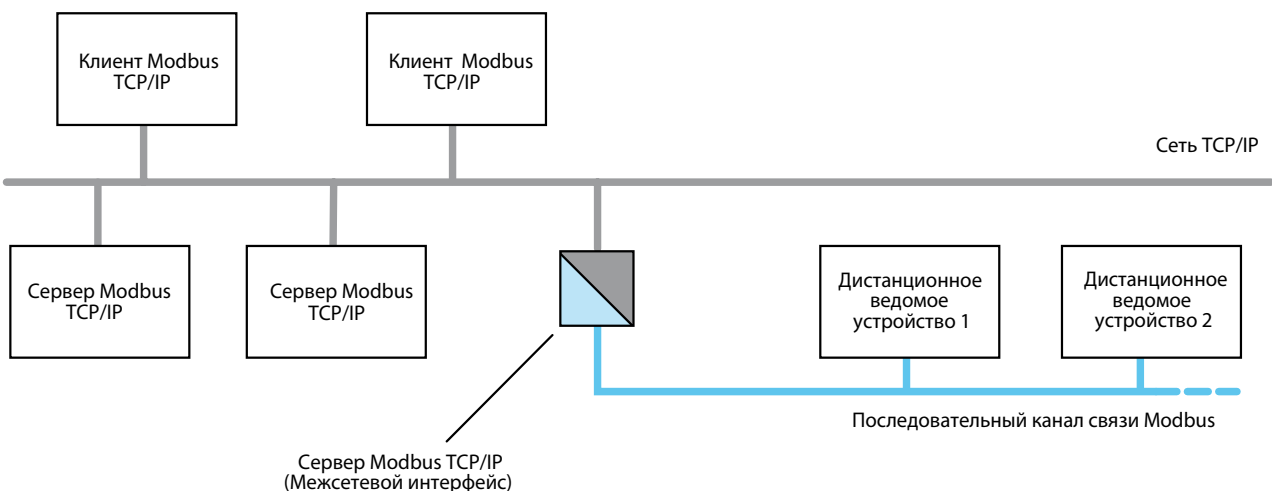 Клиент Modbus
TCP/IP
Клиент Modbus
TCP/IP
Сеть TCP/IP
Сервер Modbus
TCP/IP
Сервер Modbus
TCP/IP
Дистанционное
ведомое
устройство 1
Дистанционное
ведомое
устройство 2
Последовательный канал связи Modbus
Сервер Modbus TCP/IP
(Межсетевой интерфейс)